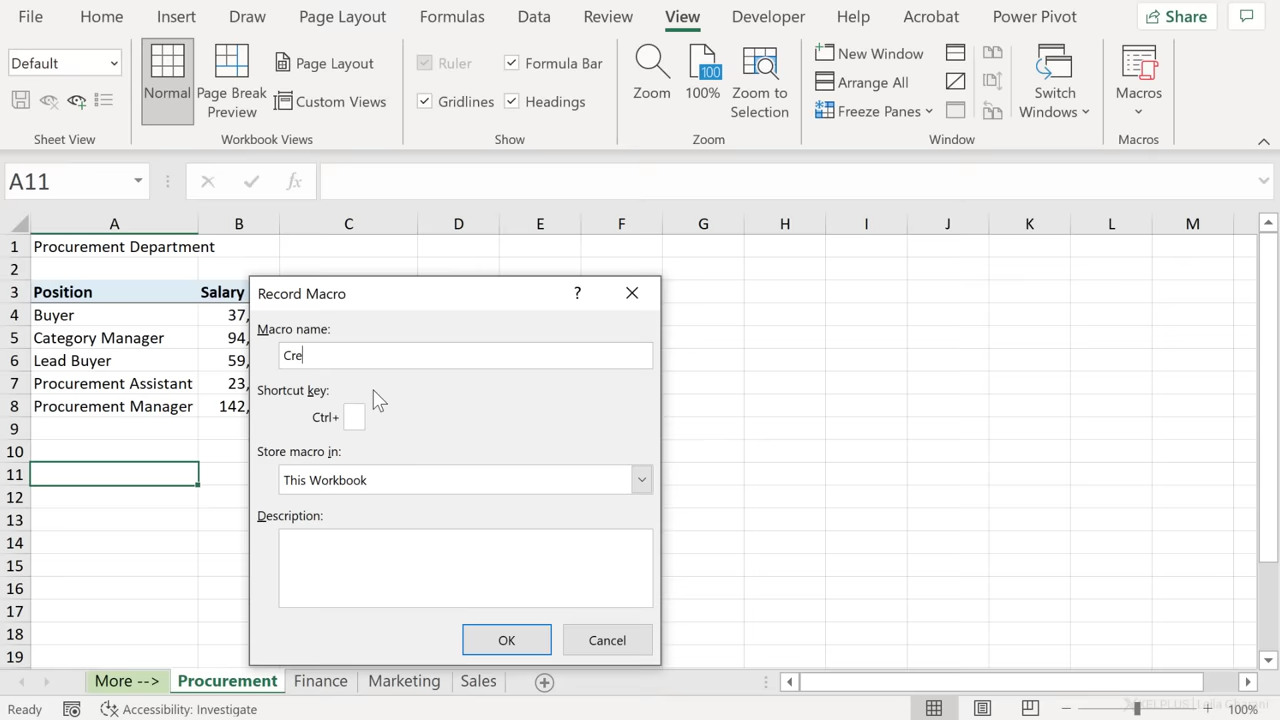 File Home Insert Draw Page Layout Formulas Data Review View Developer Help Acrobat Power Pivot Share
Default
Normal
Page Break
Preview
Page Layout
Custom Views
Ruler
Formula Bar
Gridlines
Headings
Zoom
100
100%
Zoom to
Selection
New Window
Arrange All
Freeze Panes
Switch
Windows
Macros
Sheet View Workbook Views Show Zoom Window Macros
A11 fx
A B C D E F G H I J K L M
1 Procurement Department
2
3 Position Salary
4 Buyer 37,
5 Category Manager 94,
6 Lead Buyer 59,
7 Procurement Assistant 23,
8 Procurement Manager 142,
9
10
11
12
13
14
15
16
17
18
19
Record Macro ?
Macro name:
Cre
Shortcut key:
Ctrl+
Store macro in:
This Workbook
Description:
OK Cancel
More --> Procurement Finance Marketing Sales
Ready Accessibility: Investigate 100%